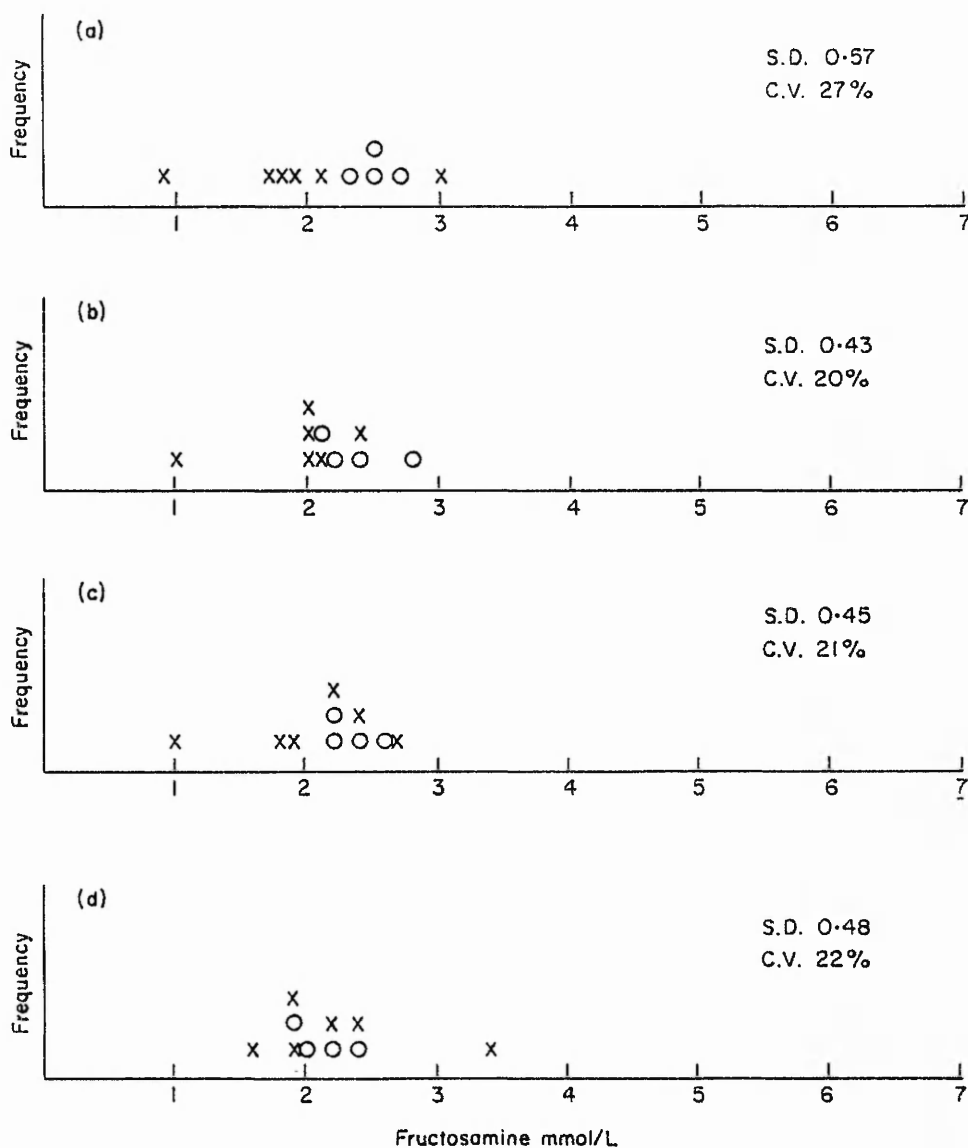 (a)
S.D. 0·57
C.V. 27%
Frequency
1 2 3 4 5 6 7
(b)
S.D. 0·43
C.V. 20%
Frequency
1 2 3 4 5 6 7
(c)
S.D. 0·45
C.V. 21%
Frequency
1 2 3 4 5 6 7
(d)
S.D. 0·48
C.V. 22%
Frequency
1 2 3 4 5 6 7
Fructosamine mmol/L